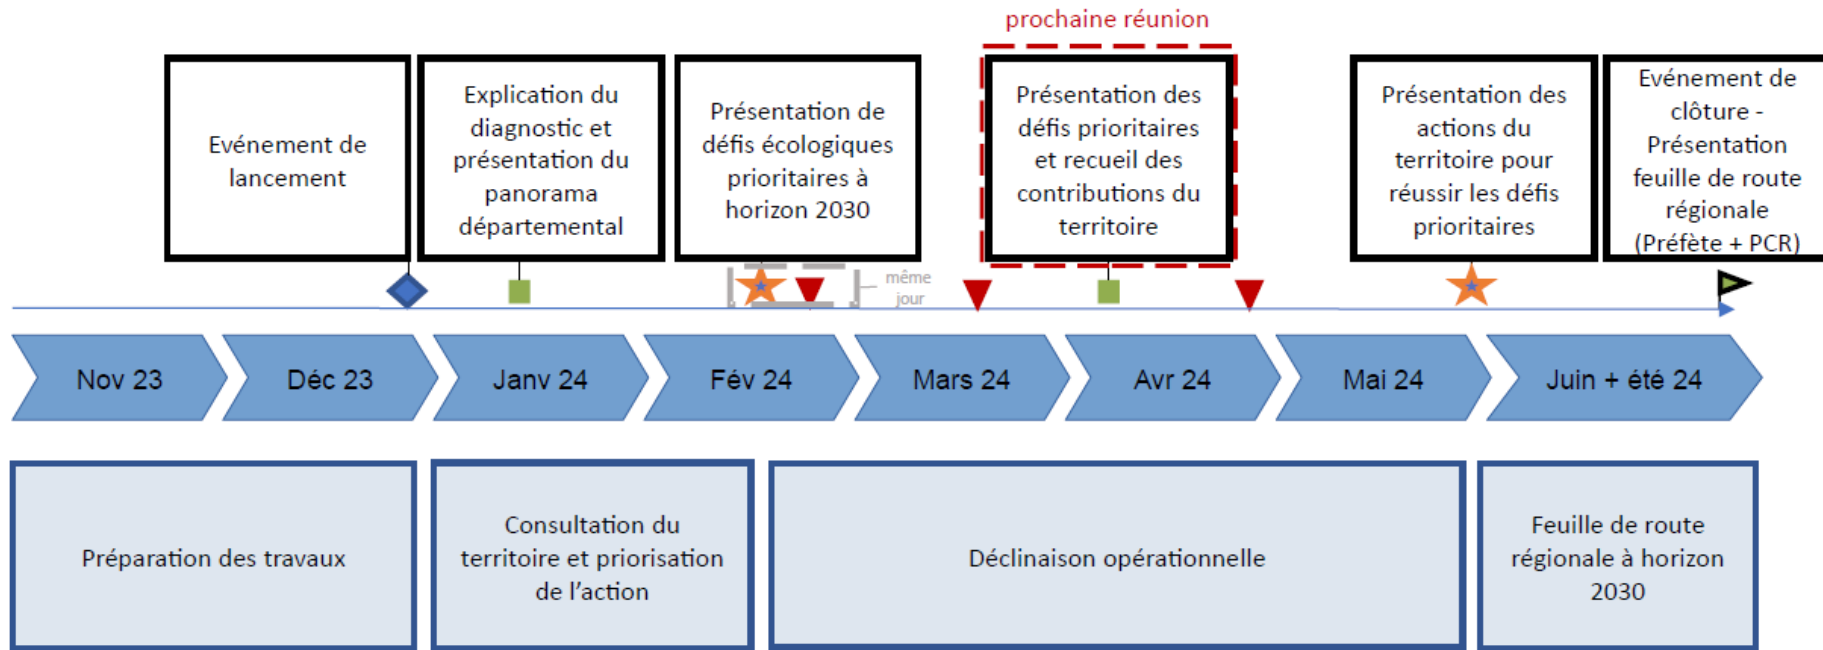 prochaine réunion
Evénement de
lancement
Explication du
diagnostic et
présentation du
panorama
départemental
Présentation de
défis écologiques
prioritaires à
horizon 2030
Présentation des
défis prioritaires
et recueil des
contributions du
territoire
Présentation des
actions du
territoire pour
réussir les défis
prioritaires
Evénement de
clôture -
Présentation
feuille de route
régionale
(Préfète + PCR)
même
jour
Nov 23
Déc 23
Janv 24
Fév 24
Mars 24
Avr 24
Mai 24
Juin + été 24
Préparation des travaux
Consultation du
territoire et priorisation
de l’action
Déclinaison opérationnelle
Feuille de route
régionale à horizon
2030